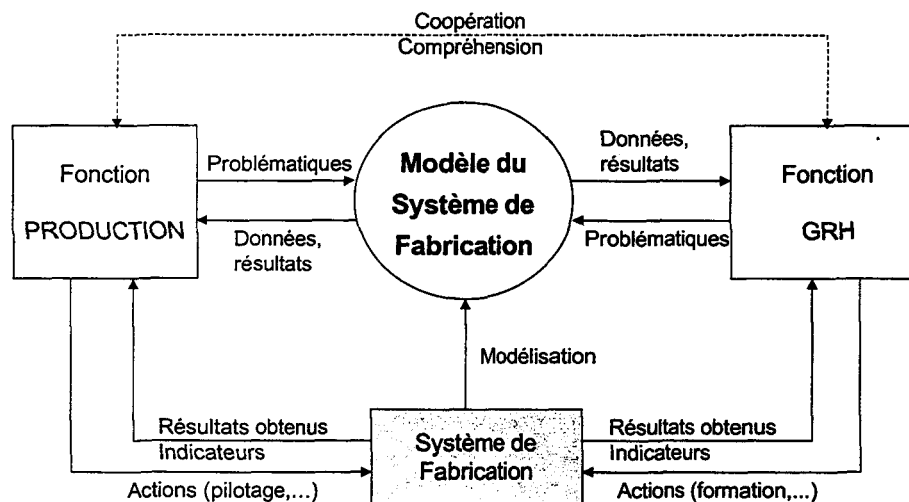 Coopération
Compréhension
Fonction
PRODUCTION
Problématiques
Données,
résultats
Modèle du
Système de
Fabrication
Données,
résultats
Problématiques
Fonction
GRH
Modélisation
Résultats obtenus
Indicateurs
Actions (pilotage,...)
Système de
Fabrication
Résultats obtenus
Indicateurs
Actions (formation,...)